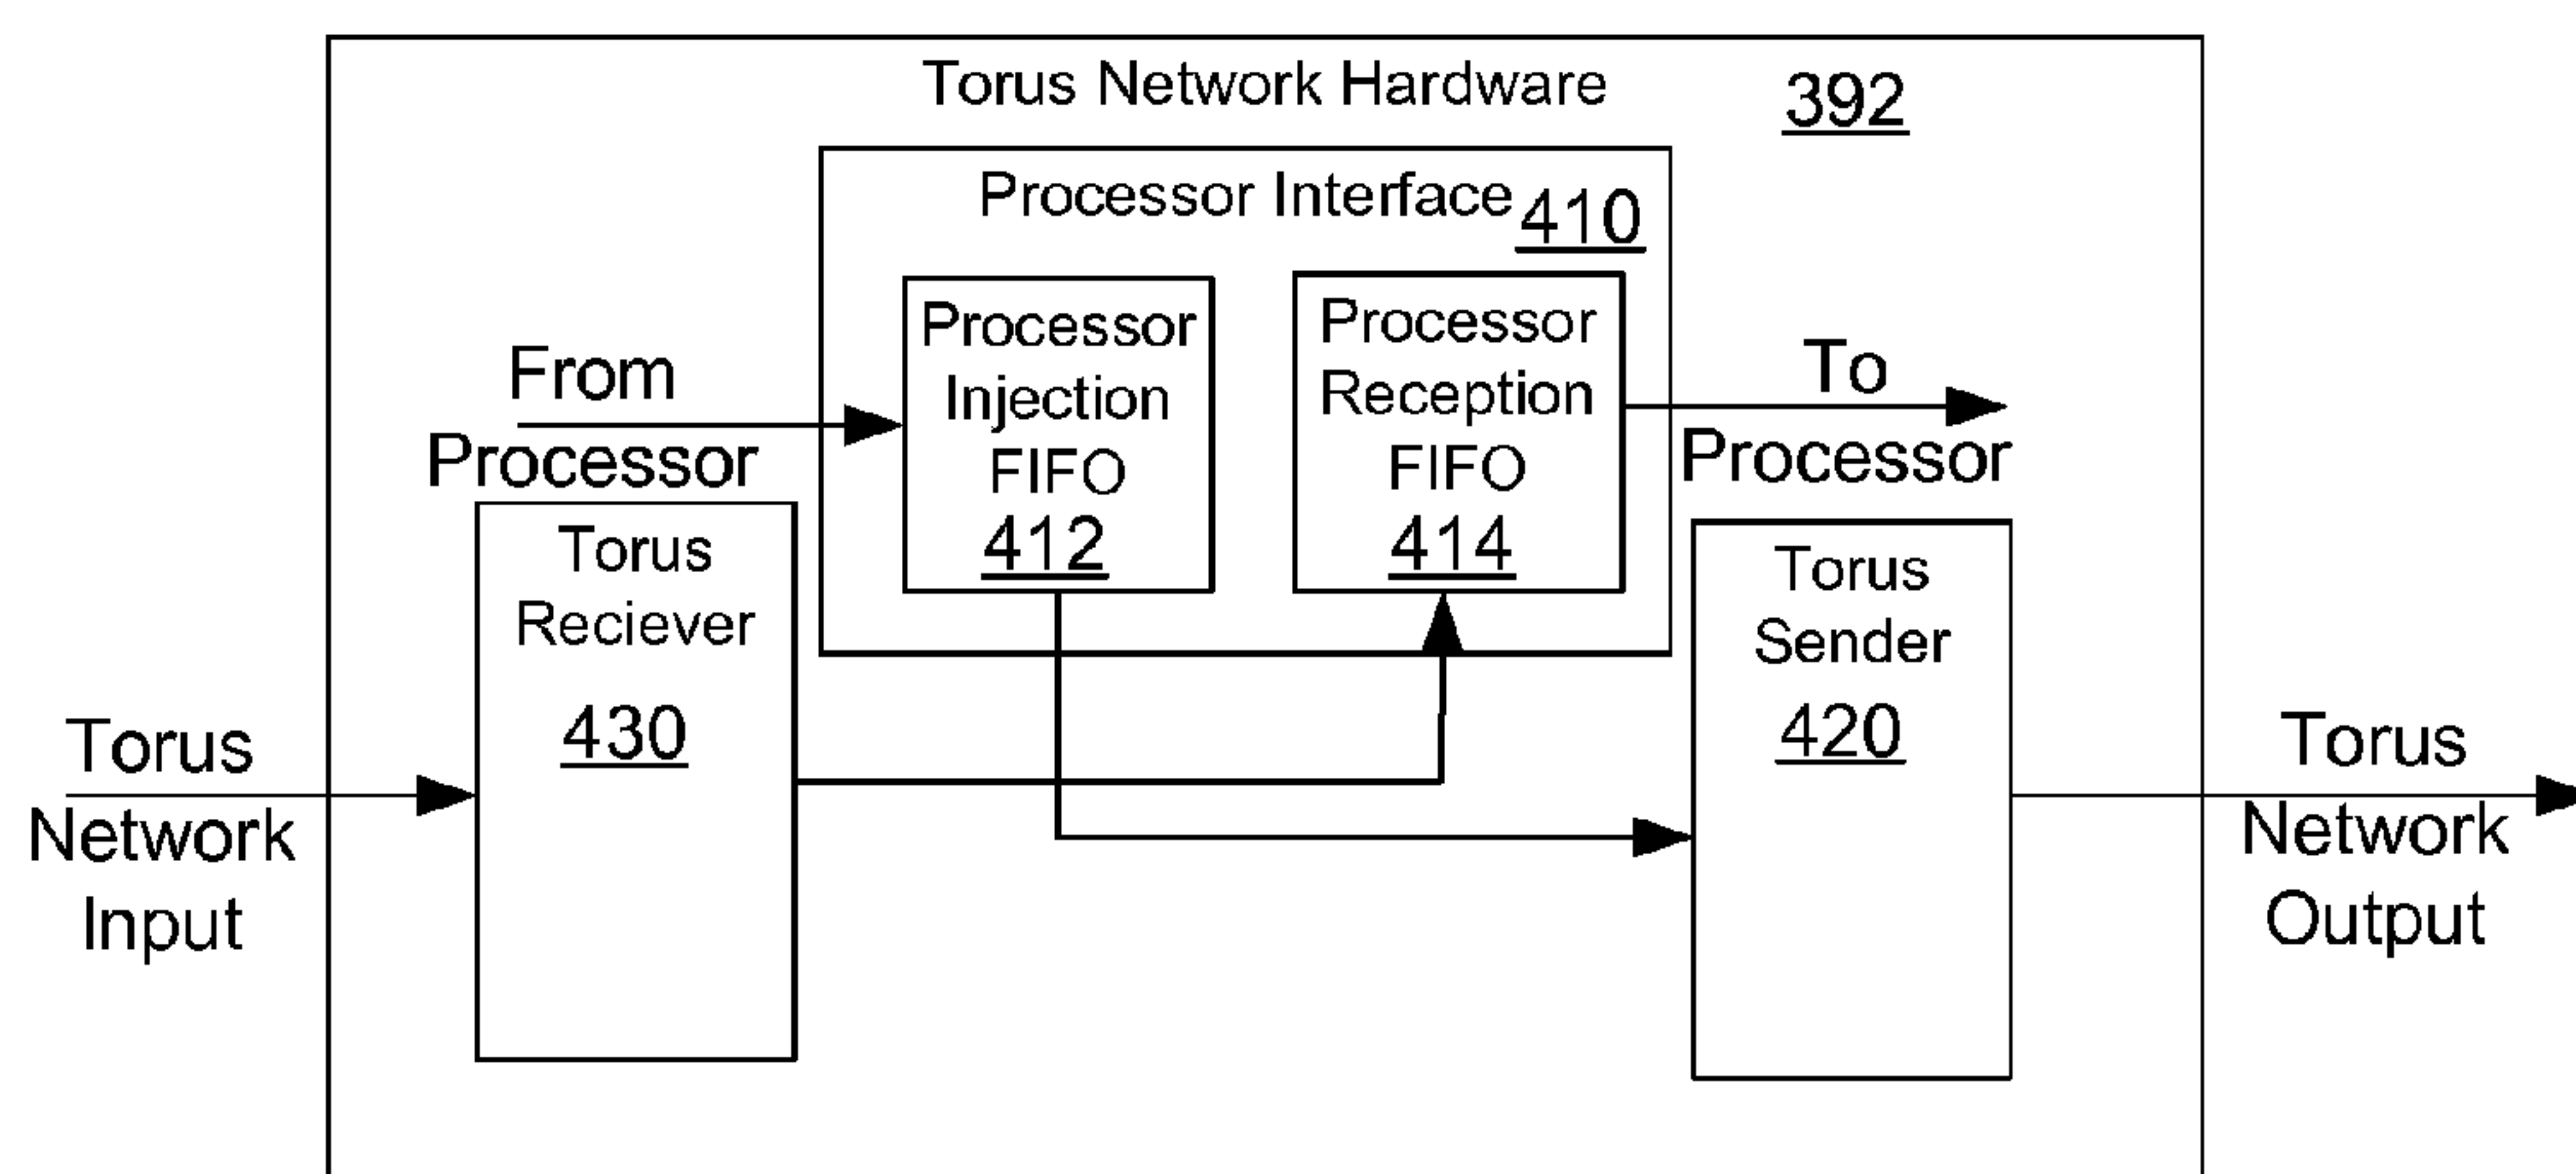 Torus Network Hardware
392
Processor Interface
410
From
Processor
Processor
Injection
FIFO
412
Processor
Reception
FIFO
414
To
Processor
Torus
Reciever
430
Torus
Sender
420
Torus
Network
Input
Torus
Network
Output